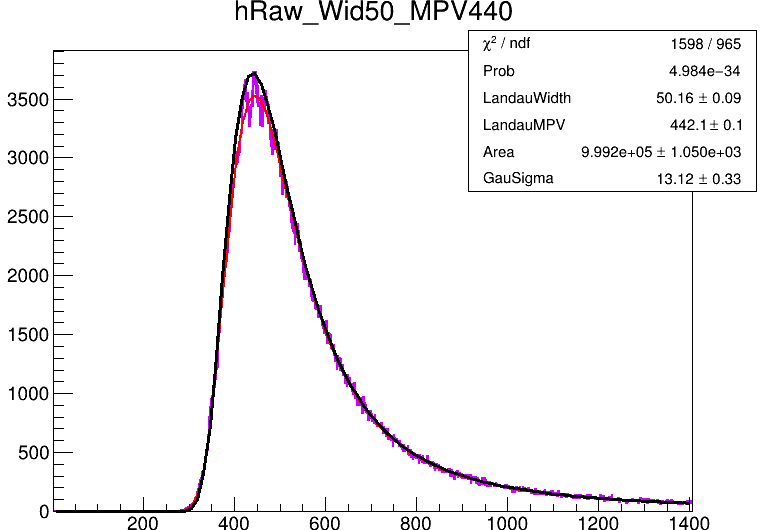 hRaw_Wid50_MPV440
χ² / ndf 1598 / 965
Prob 4.984e−34
LandauWidth 50.16 ± 0.09
LandauMPV 442.1 ± 0.1
Area 9.992e+05 ± 1.050e+03
GauSigma 13.12 ± 0.33
3500
3000
2500
2000
1500
1000
500
0
200 400 600 800 1000 1200 1400